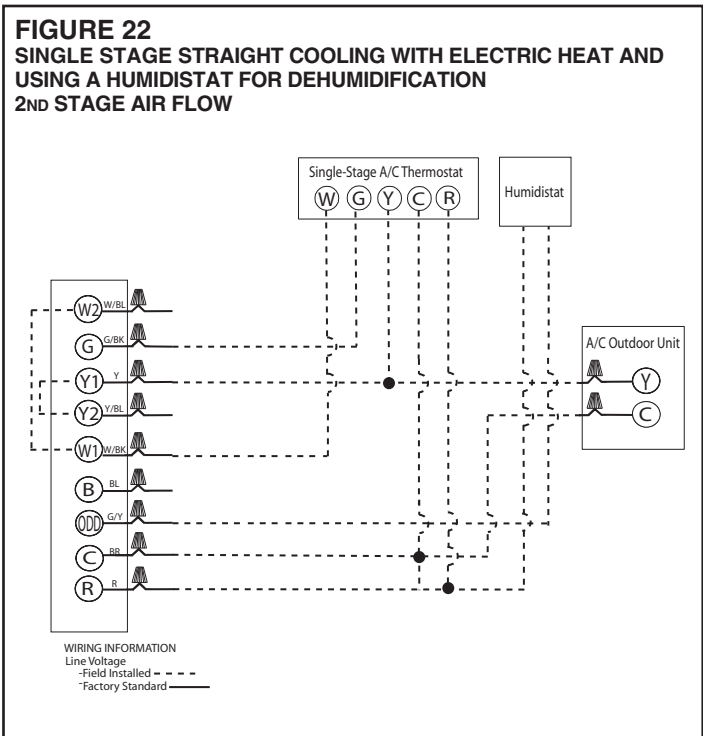 FIGURE 22
SINGLE STAGE STRAIGHT COOLING WITH ELECTRIC HEAT AND
USING A HUMIDISTAT FOR DEHUMIDIFICATION
2ND STAGE AIR FLOW
Single-Stage A/C Thermostat
W G Y C R
Humidistat
A/C Outdoor Unit
Y
C
W2 W/BL
G G/BK
Y1 Y
Y2 Y/BL
W1 W/BK
B BL
ODD G/Y
C BR
R R
WIRING INFORMATION
Line Voltage
-Field Installed
-Factory Standard